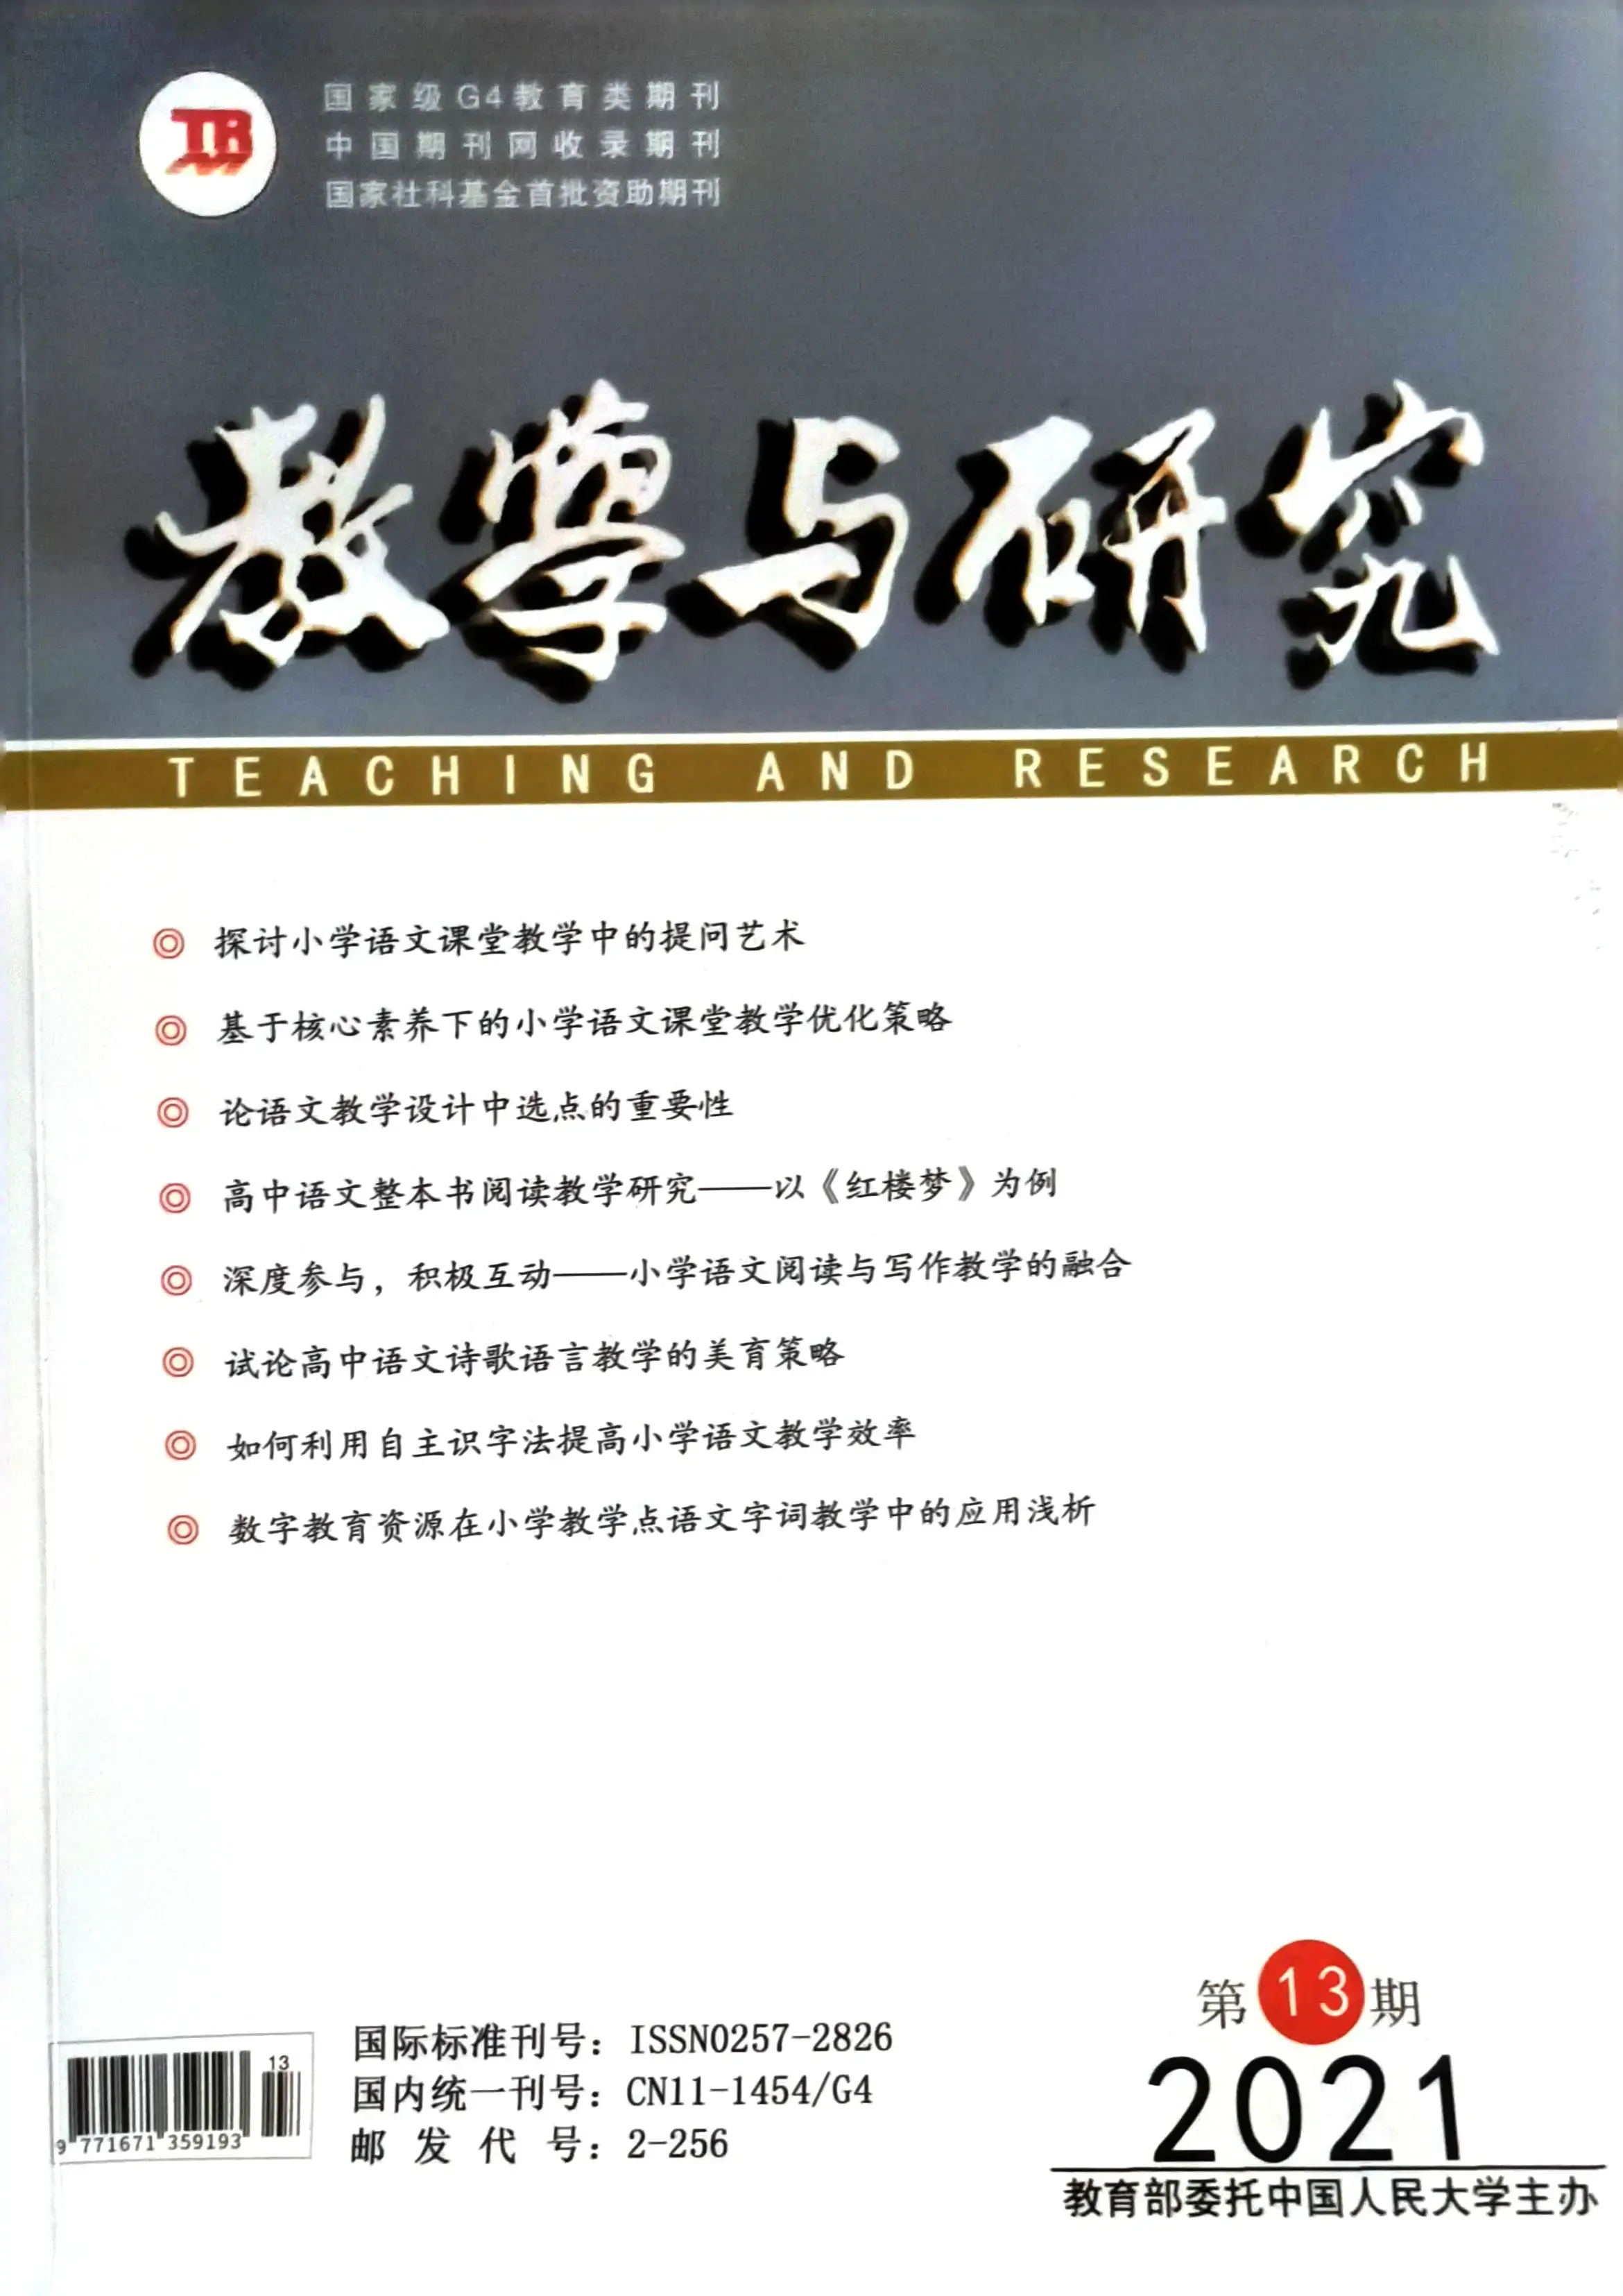 TR
国家级G4教育类期刊
中国期刊网收录期刊
国家社科基金首批资助期刊
教学与研究
TEACHING AND RESEARCH
◎ 探讨小学语文课堂教学中的提问艺术
◎ 基于核心素养下的小学语文课堂教学优化策略
◎ 论语文教学设计中选点的重要性
◎ 高中语文整本书阅读教学研究——以《红楼梦》为例
◎ 深度参与，积极互动——小学语文阅读与写作教学的融合
◎ 试论高中语文诗歌语言教学的美育策略
◎ 如何利用自主识字法提高小学语文教学效率
◎ 数字教育资源在小学教学点语文字词教学中的应用浅析
第13期
2021
教育部委托中国人民大学主办
国际标准刊号：ISSN0257-2826
国内统一刊号：CN11-1454/G4
邮发代号：2-256
13
9 771671 359193